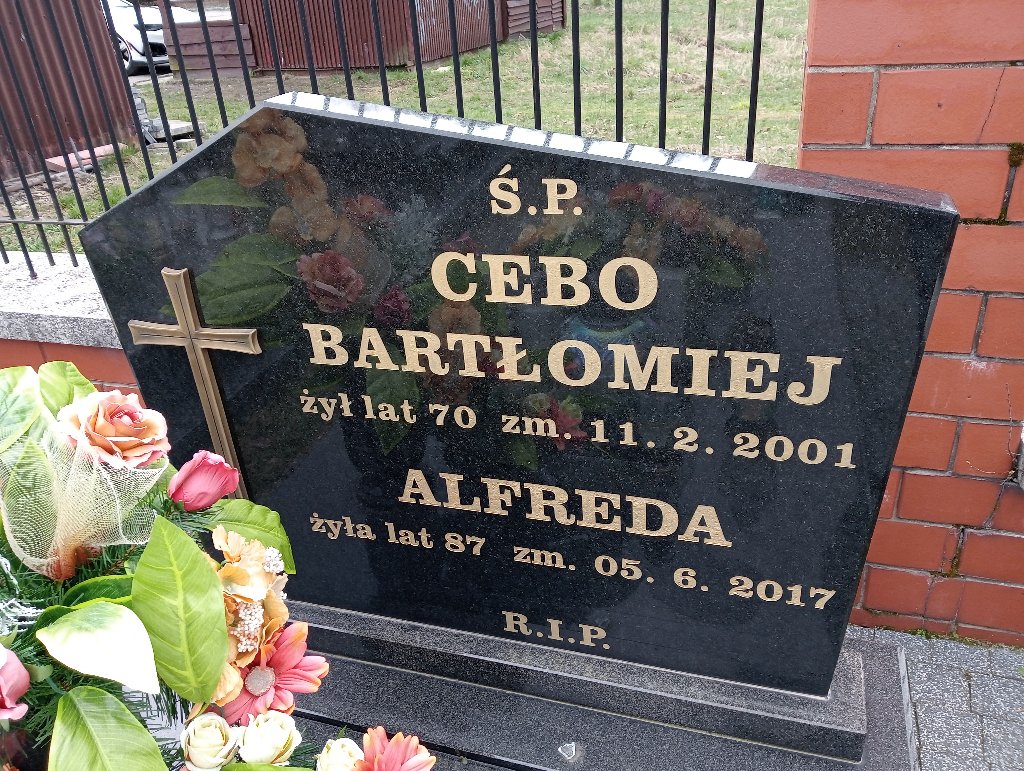 Ś.P.
CEBO
BARTŁOMIEJ
żył lat 70 zm. 11. 2. 2001
ALFREDA
żyła lat 87 zm. 05. 6. 2017
R.I.P.